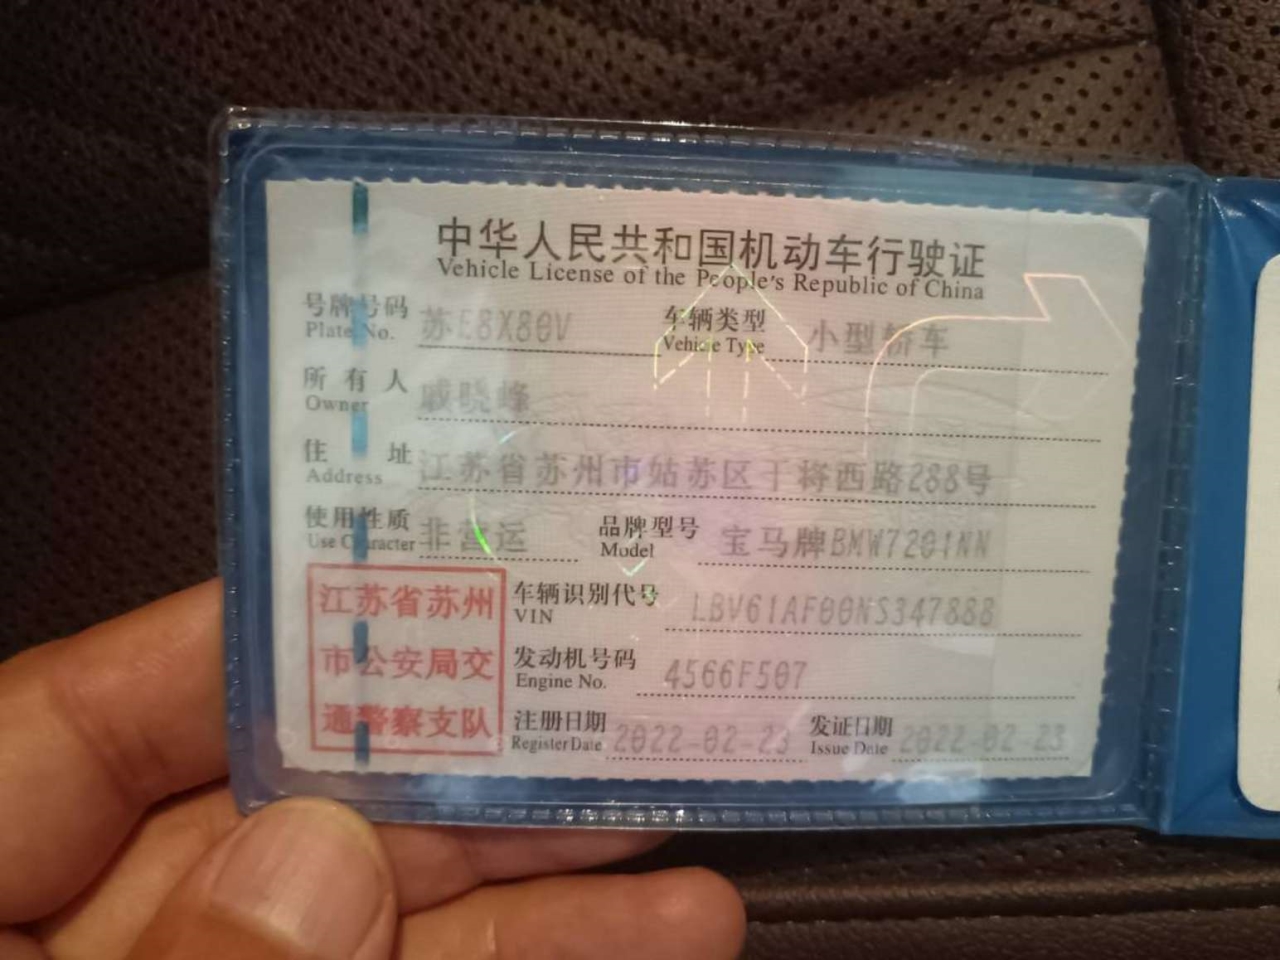 中华人民共和国机动车行驶证
Vehicle License of the People's Republic of China
号牌号码 苏E8X80V 车辆类型 小型轿车
Plate No. Vehicle Type
所有人 戚晓峰
Owner
住址 江苏省苏州市姑苏区干将西路288号
Address
使用性质 非营运 品牌型号 宝马牌BMW7201NN
Use Character Model
江苏省苏州
市公安局交
通警察支队
车辆识别代号 LBV61AF00NS347888
VIN
发动机号码 4566F507
Engine No.
注册日期 2022-02-23 发证日期 2022-02-23
Register Date Issue Date